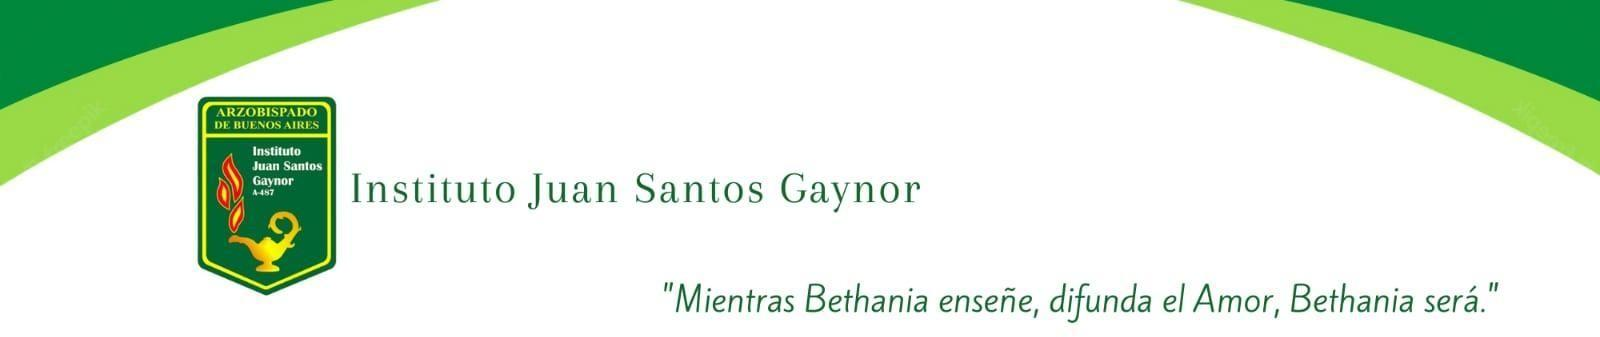 ARZOBISPADO
DE BUENOS AIRES
Instituto
Juan Santos
Gaynor
A-487
Instituto Juan Santos Gaynor
"Mientras Bethania enseñe, difunda el Amor, Bethania será."